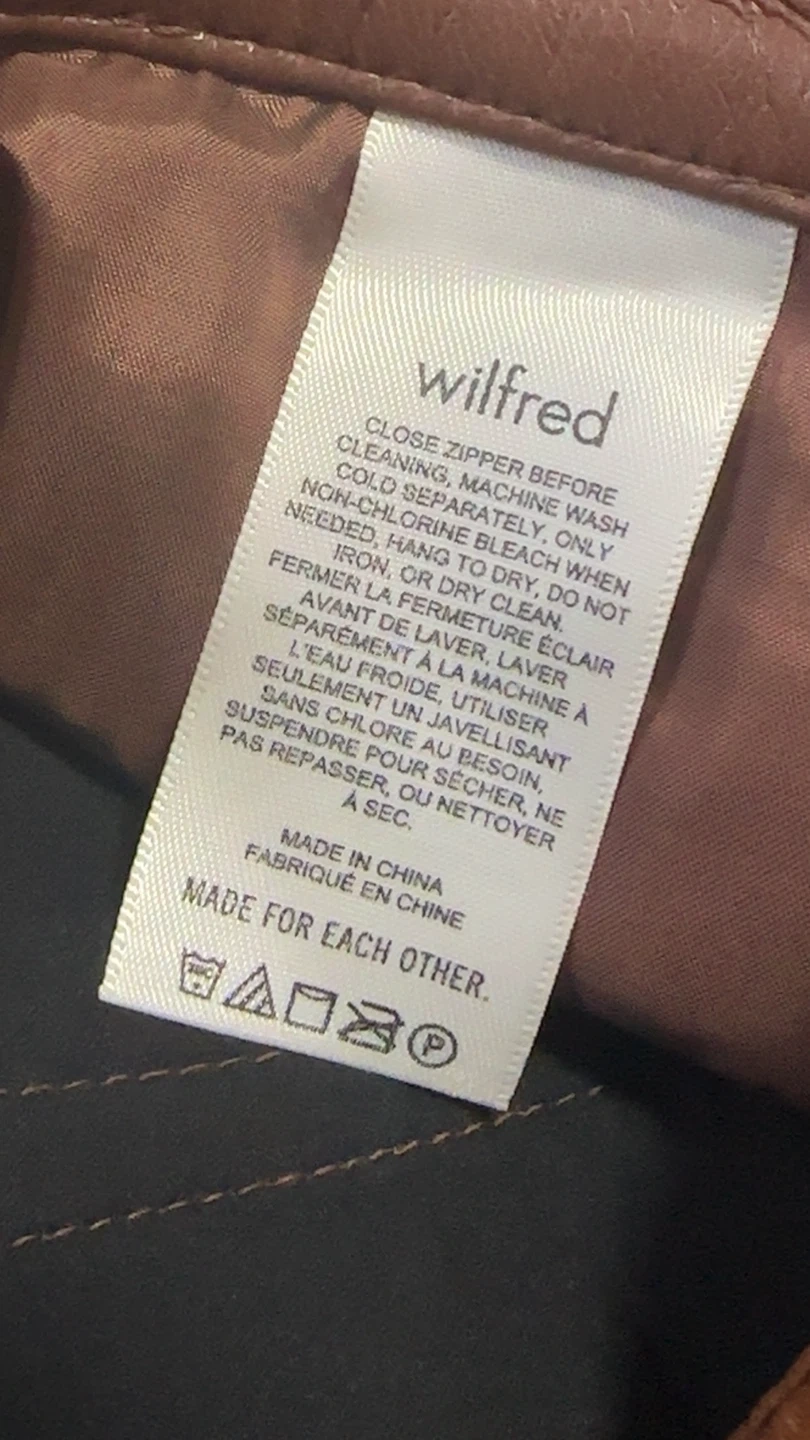 wilfred
CLOSE ZIPPER BEFORE
CLEANING, MACHINE WASH
COLD SEPARATELY, ONLY
NON-CHLORINE BLEACH WHEN
NEEDED, HANG TO DRY, DO NOT
IRON, OR DRY CLEAN.
FERMER LA FERMETURE ÉCLAIR
AVANT DE LAVER, LAVER
SÉPARÉMENT À LA MACHINE À
L'EAU FROIDE, UTILISER
SEULEMENT UN JAVELLISANT
SANS CHLORE AU BESOIN,
SUSPENDRE POUR SÉCHER, NE
PAS REPASSER, OU NETTOYER
À SEC.
MADE IN CHINA
FABRIQUÉ EN CHINE
MADE FOR EACH OTHER.
P